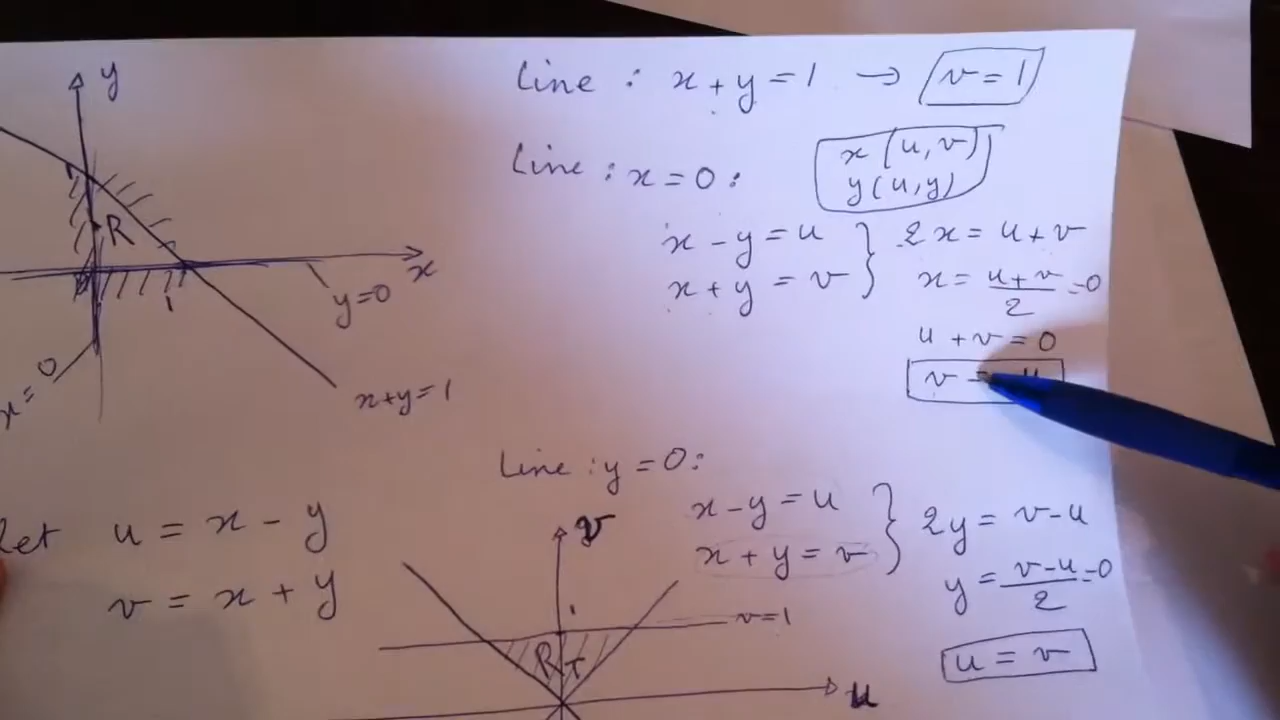 Line : x + y = 1 → v = 1
Line : x = 0 :
x (u, v)
y (u, y)
x - y = u } 2x = u + v
x + y = v } x = u + v / 2 = 0
u + v = 0
y
R
1
x
y = 0
x = 0
x + y = 1
Line : y = 0 :
x - y = u } 2y = v - u
x + y = v } y = v - u / 2 = 0
u = v
Let u = x - y
v = x + y
v
1
v = 1
R T
u